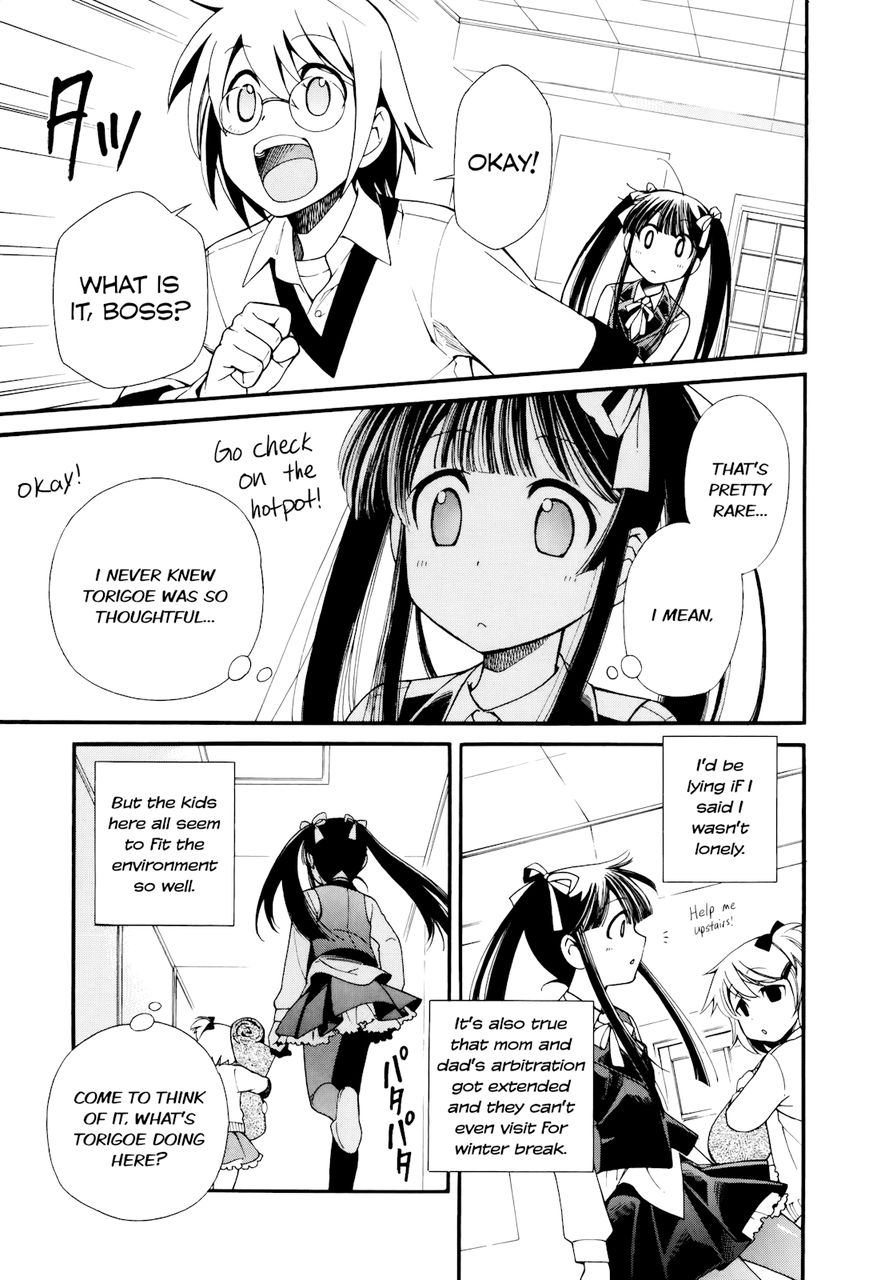 OKAY!
タッ
WHAT IS
IT, BOSS?
THAT'S
PRETTY
RARE...
I MEAN,
Go check
on the
hotpot!
okay!
I NEVER KNEW
TORIGOE WAS SO
THOUGHTFUL...
I'd be
lying if I
said I
wasn't
lonely.
Help me
upstairs!
It's also true
that mom and
dad's arbitration
got extended
and they can't
even visit for
winter break.
But the kids
here all seem
to fit the
environment
so well.
パタパタ
COME TO THINK
OF IT, WHAT'S
TORIGOE DOING
HERE?